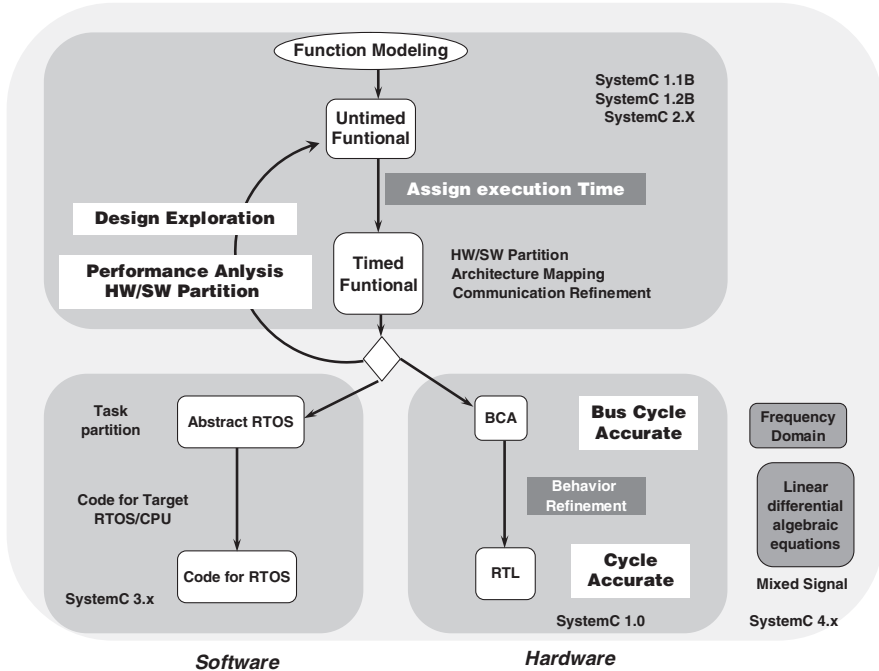 Function Modeling
SystemC 1.1B
SystemC 1.2B
SystemC 2.X
Untimed
Funtional
Assign execution Time
Design Exploration
Performance Anlysis
HW/SW Partition
Timed
Funtional
HW/SW Partition
Architecture Mapping
Communication Refinement
Task
partition
Abstract RTOS
Code for Target
RTOS/CPU
Code for RTOS
SystemC 3.x
BCA
Bus Cycle
Accurate
Behavior
Refinement
RTL
Cycle
Accurate
SystemC 1.0
Frequency
Domain
Linear
differential
algebraic
equations
Mixed Signal
SystemC 4.x
Software
Hardware